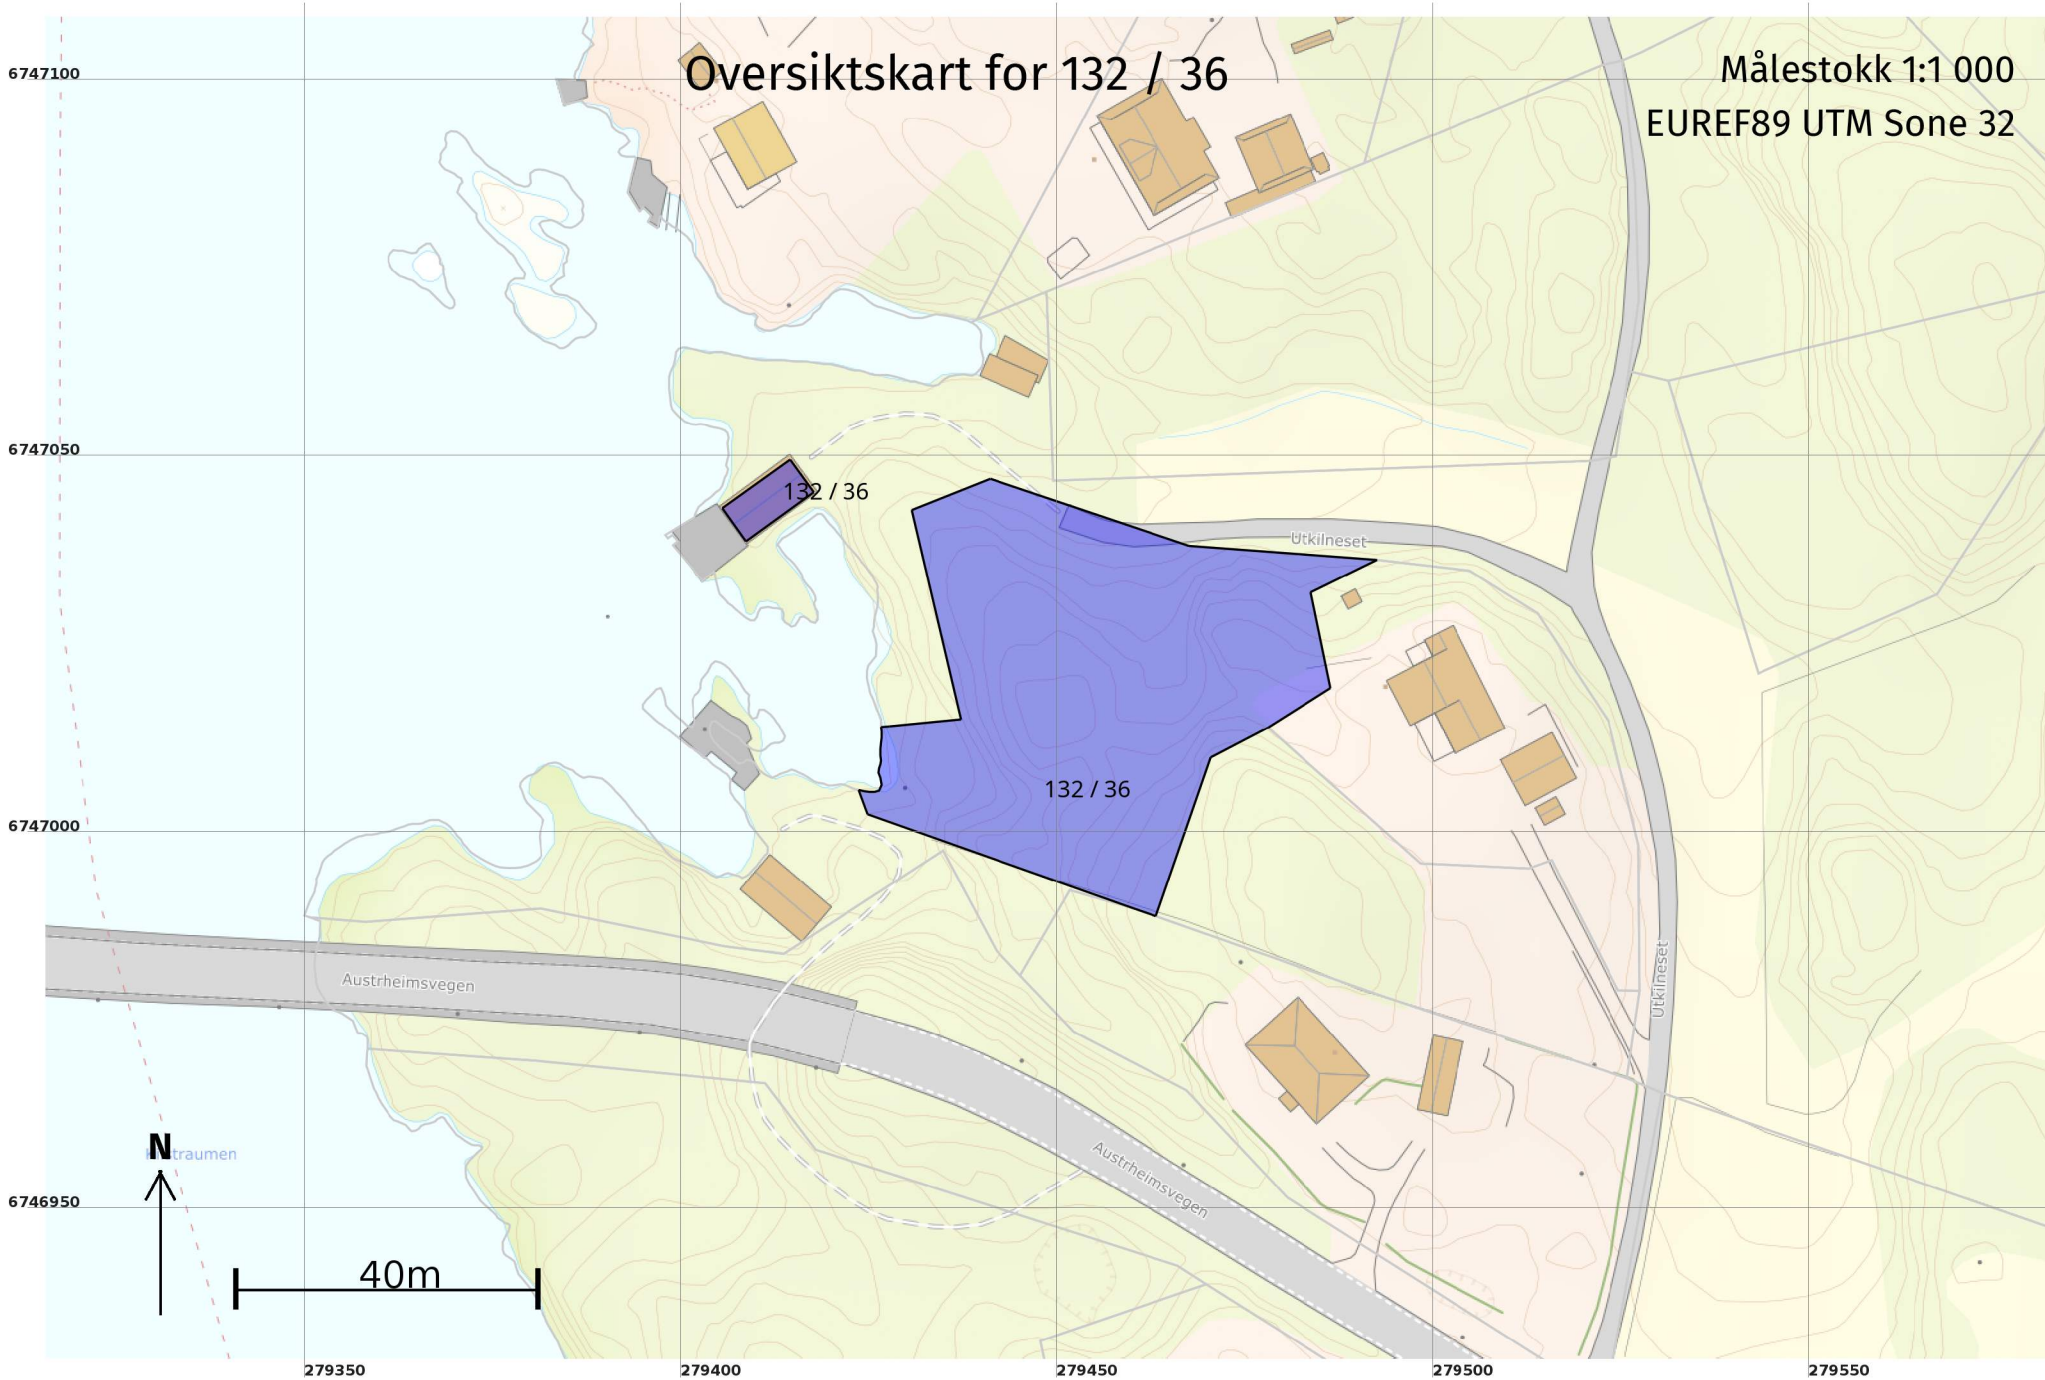 Oversiktskart for 132 / 36
Målestokk 1:1 000
EUREF89 UTM Sone 32
6747100
6747050
132 / 36
Utkilneset
132 / 36
6747000
Austrheimsvegen
Utkilneset
N
Austrheimsvegen
6746950
40m
279350
279400
279450
279500
279550